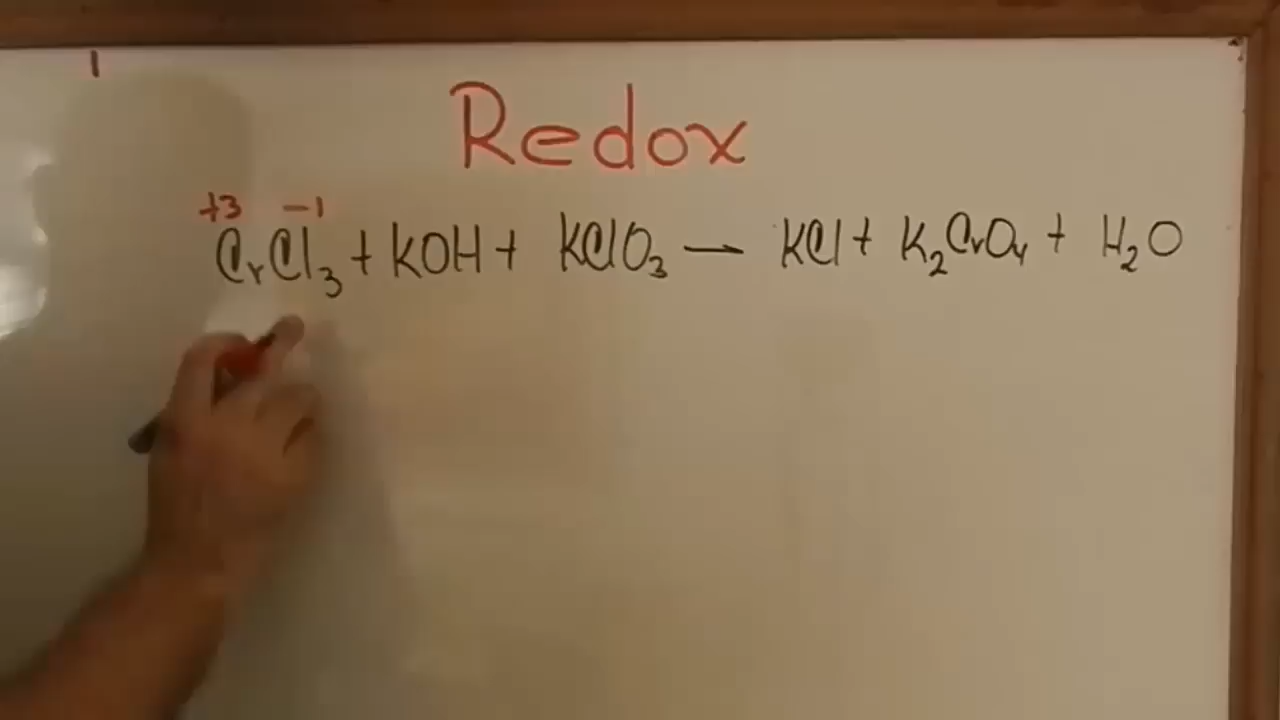 Redox
+3 -1
CrCl₃ + KOH + KClO₃ — KCl + K₂CrO₄ + H₂O